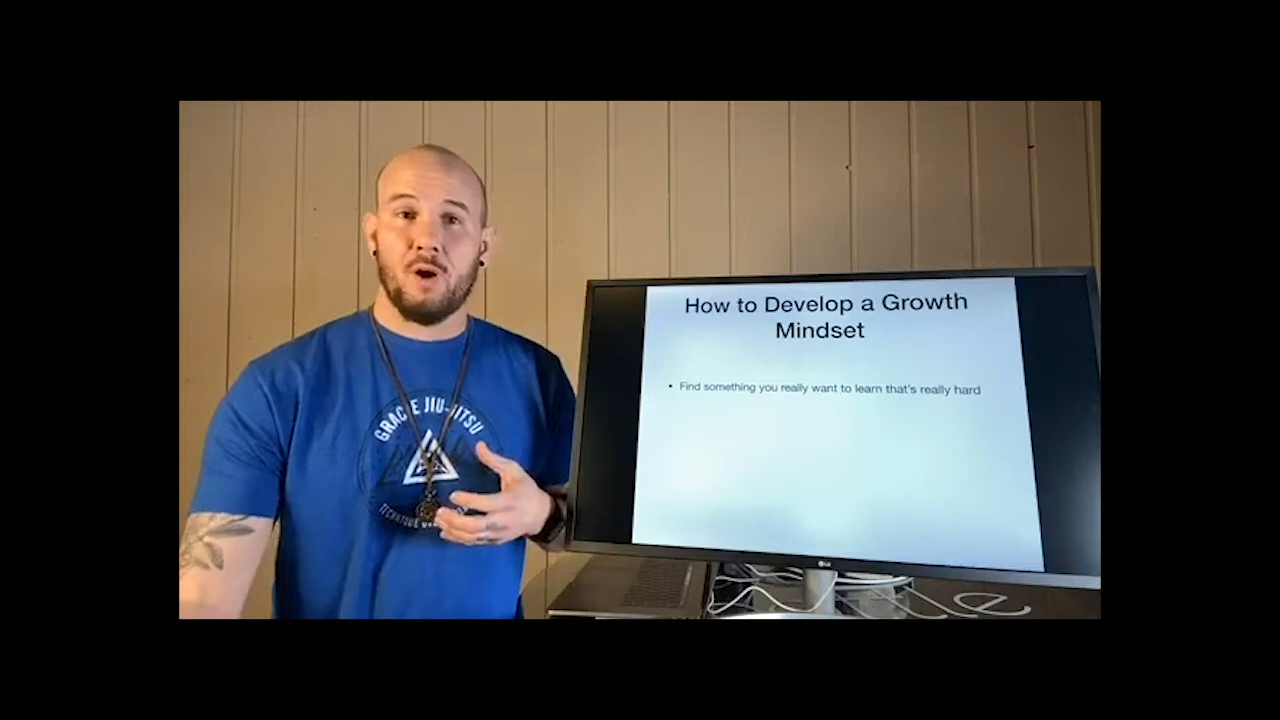 How to Develop a Growth
Mindset
• Find something you really want to learn that's really hard
GRACIE JIU-JITSU
TECHNIQUE
LG